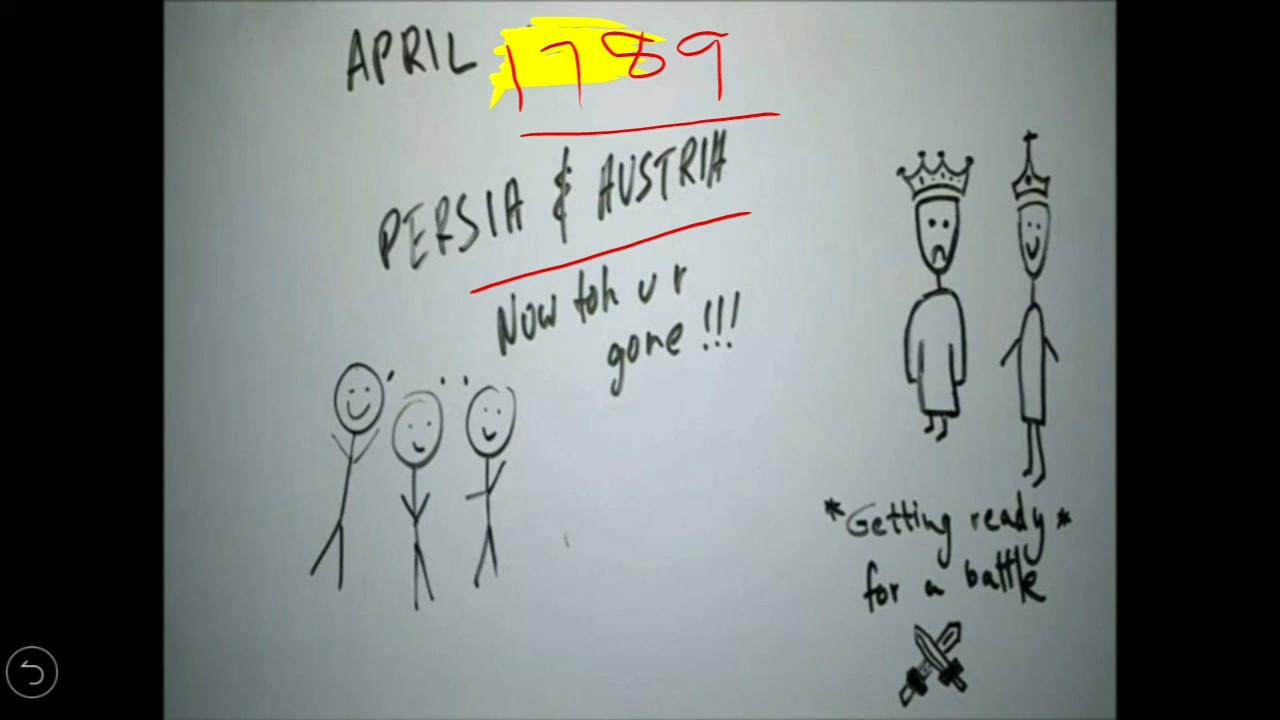 APRIL 1789
PERSIA & AUSTRIA
Now toh u r
gone !!!
*Getting ready*
for a battle